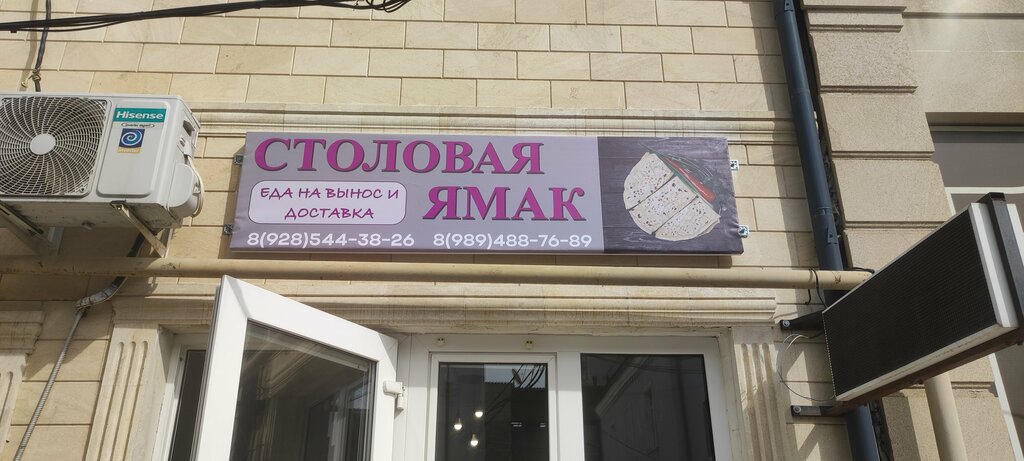 Hisense
СТОЛОВАЯ
ЕДА НА ВЫНОС И
ДОСТАВКА
ЯМАК
8(928)544-38-26 8(989)488-76-89